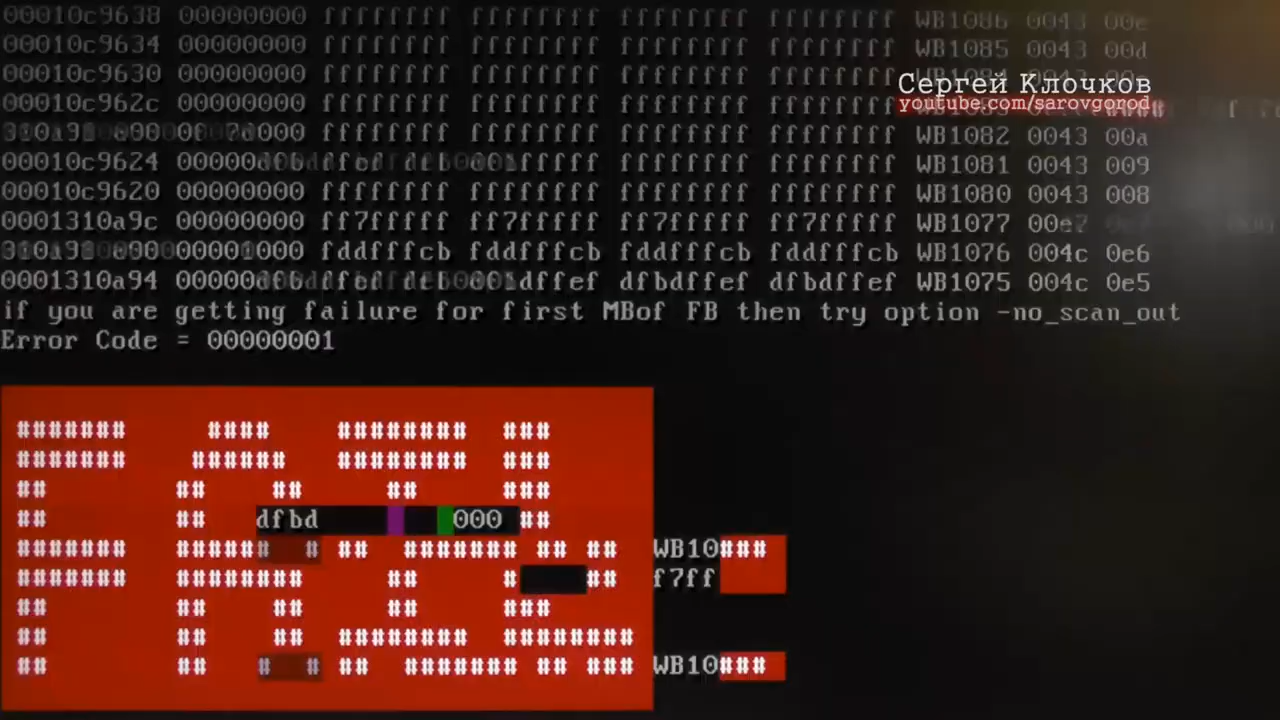 00010c9638 00000000 ffffffff ffffffff ffffffff ffffffff WB1086 0043 00e
00010c9634 00000000 ffffffff ffffffff ffffffff ffffffff WB1085 0043 00d
00010c9630 00000000 ffffffff ffffffff ffffffff ffffffff
Сергей Клочков
00010c962c 00000000 ffffffff ffffffff ffffffff ffffffff
youtube.com/sarovgorod
ffffffff ffffffff ffffffff ffffffff WB1082 0043 00a
00010c9624 ffffffff ffffffff WB1081 0043 009
00010c9620 00000000 ffffffff ffffffff ffffffff ffffffff WB1080 0043 008
0001310a9c 00000000 ff7fffff ff7fffff ff7fffff ff7fffff WB1077
fddfffcb fddfffcb fddfffcb fddfffcb WB1076 004c 0e6
0001310a94 dfbdffef dfbdffef WB1075 004c 0e5
if you are getting failure for first MBof FB then try option -no_scan_out
Error Code = 00000001
####### #### ######## ###
####### ###### ######## ###
## ## ## ## ###
## ## dfbd 000 ##
####### ###### # ## ####### ## ## WB10###
####### ######## ## # ## f7ff
## ## ## ## ###
## ## ## ######## ########
## ## # # ## ####### ## ### WB10###